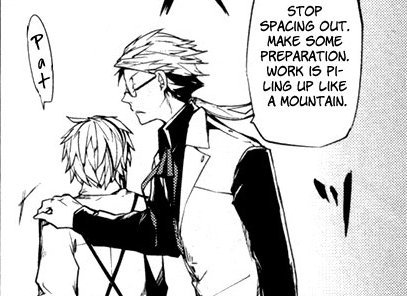 STOP
SPACING OUT.
MAKE SOME
PREPARATION.
WORK IS PI-
LING UP LIKE
A MOUNTAIN.
Pat